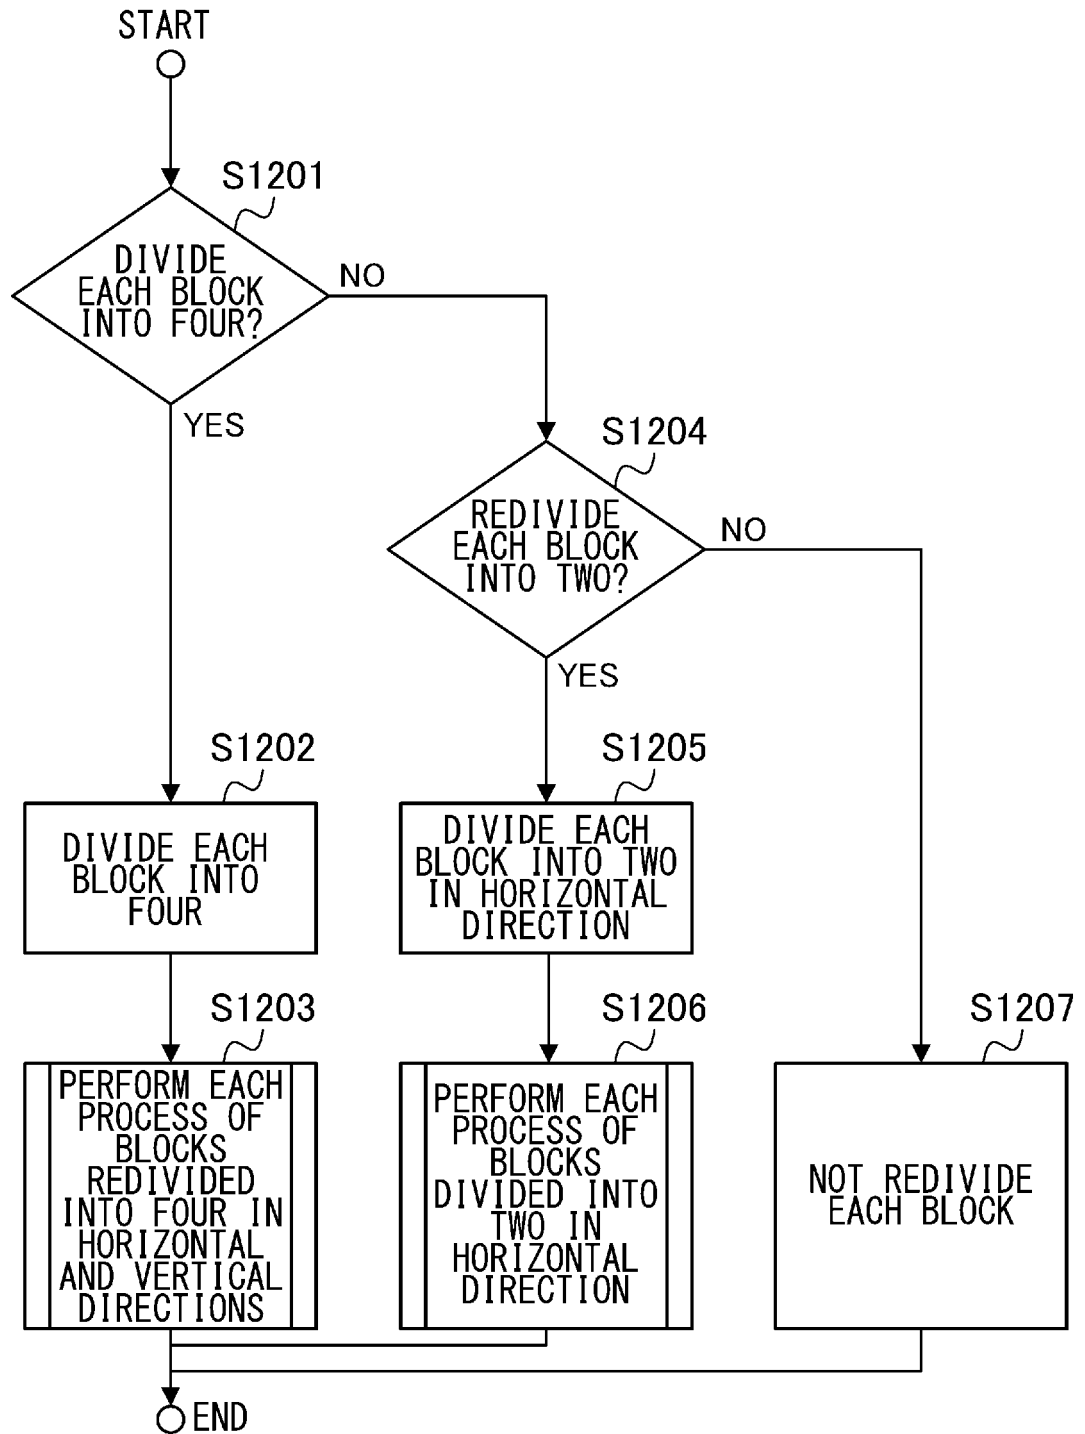 START
S1201
DIVIDE
EACH BLOCK
INTO FOUR?
NO
YES
S1204
REDIVIDE
EACH BLOCK
INTO TWO?
NO
YES
S1202
DIVIDE EACH
BLOCK INTO
FOUR
S1205
DIVIDE EACH
BLOCK INTO TWO
IN HORIZONTAL
DIRECTION
S1203
PERFORM EACH
PROCESS OF
BLOCKS
REDIVIDED
INTO FOUR IN
HORIZONTAL
AND VERTICAL
DIRECTIONS
S1206
PERFORM EACH
PROCESS OF
BLOCKS
DIVIDED INTO
TWO IN
HORIZONTAL
DIRECTION
S1207
NOT REDIVIDE
EACH BLOCK
END